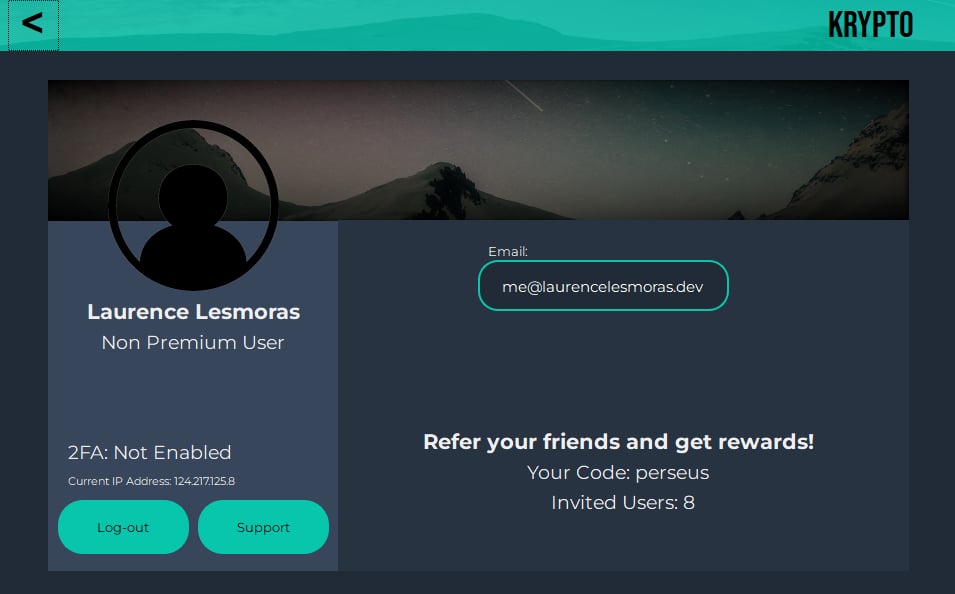 <
KRYPTO
Laurence Lesmoras
Non Premium User
2FA: Not Enabled
Current IP Address: 124.217.125.8
Log-out
Support
Email:
me@laurencelesmoras.dev
Refer your friends and get rewards!
Your Code: perseus
Invited Users: 8